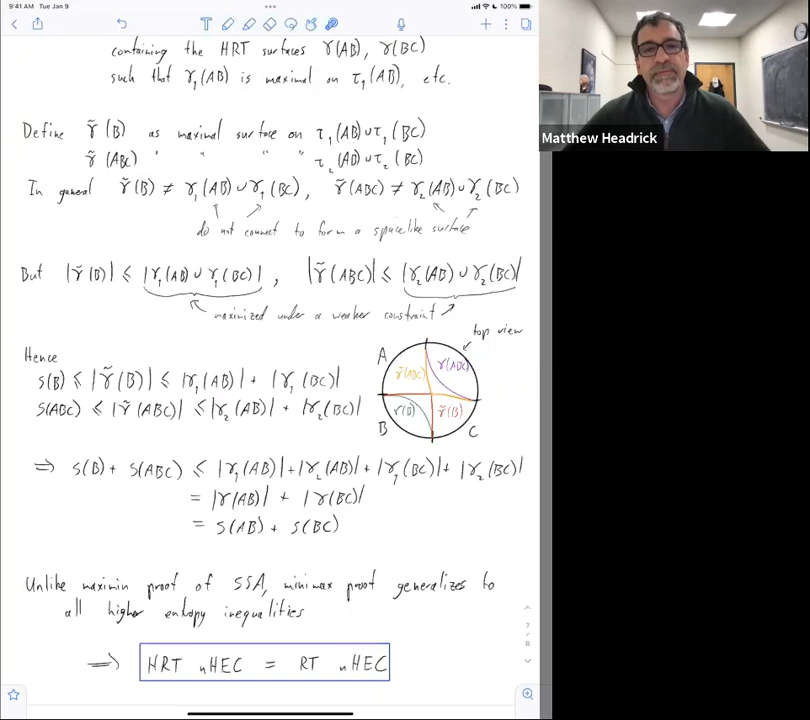 9:41 AM Tue Jan 9
100%
containing the HRT surfaces γ(AB), γ(BC)
such that γ₁(AB) is maximal on τ₁(AB), etc.
Define γ̃(B) as maximal surface on τ₁(AB)∪τ₁(BC)
γ̃(ABC) " " " " τ₂(AB)∪τ₂(BC)
In general γ̃(B) ≠ γ₁(AB)∪γ₁(BC), γ̃(ABC) ≠ γ₂(AB)∪γ₂(BC)
do not connect to form a spacelike surface
But |γ̃(B)| ≤ |γ₁(AB)∪γ₁(BC)|, |γ̃(ABC)| ≤ |γ₂(AB)∪γ₂(BC)|
maximized under a weaker constraint
top view
Hence
S(B) ≤ |γ̃(B)| ≤ |γ₁(AB)| + |γ₁(BC)|
S(ABC) ≤ |γ̃(ABC)| ≤ |γ₂(AB)| + |γ₂(BC)|
A
γ(ABC)
γ̃(ABC)
γ(B)
γ̃(B)
B
C
⇒ S(B) + S(ABC) ≤ |γ₁(AB)| + |γ₂(AB)| + |γ₁(BC)| + |γ₂(BC)|
= |γ(AB)| + |γ(BC)|
= S(AB) + S(BC)
Unlike maximin proof of SSA, minimax proof generalizes to
all higher entropy inequalities
⇒ HRT nHEC = RT nHEC
Matthew Headrick